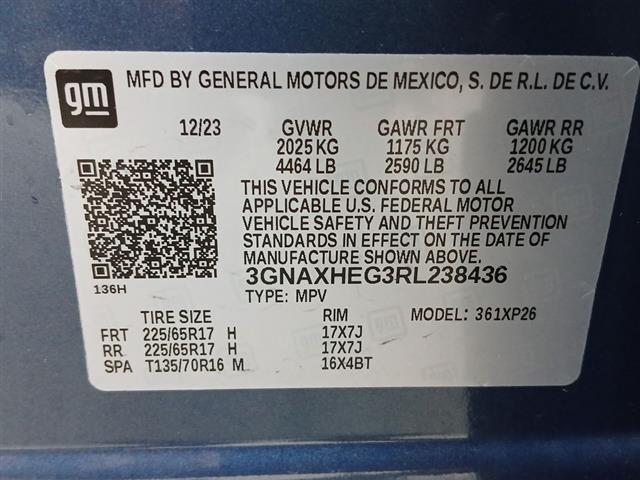 gm
MFD BY GENERAL MOTORS DE MEXICO, S. DE R.L. DE C.V.
12/23 GVWR GAWR FRT GAWR RR
2025 KG 1175 KG 1200 KG
4464 LB 2590 LB 2645 LB
THIS VEHICLE CONFORMS TO ALL
APPLICABLE U.S. FEDERAL MOTOR
VEHICLE SAFETY AND THEFT PREVENTION
STANDARDS IN EFFECT ON THE DATE OF
MANUFACTURE SHOWN ABOVE.
136H
3GNAXHEG3RL238436
TYPE: MPV
TIRE SIZE RIM MODEL: 361XP26
FRT 225/65R17 H 17X7J
RR 225/65R17 H 17X7J
SPA T135/70R16 M 16X4BT